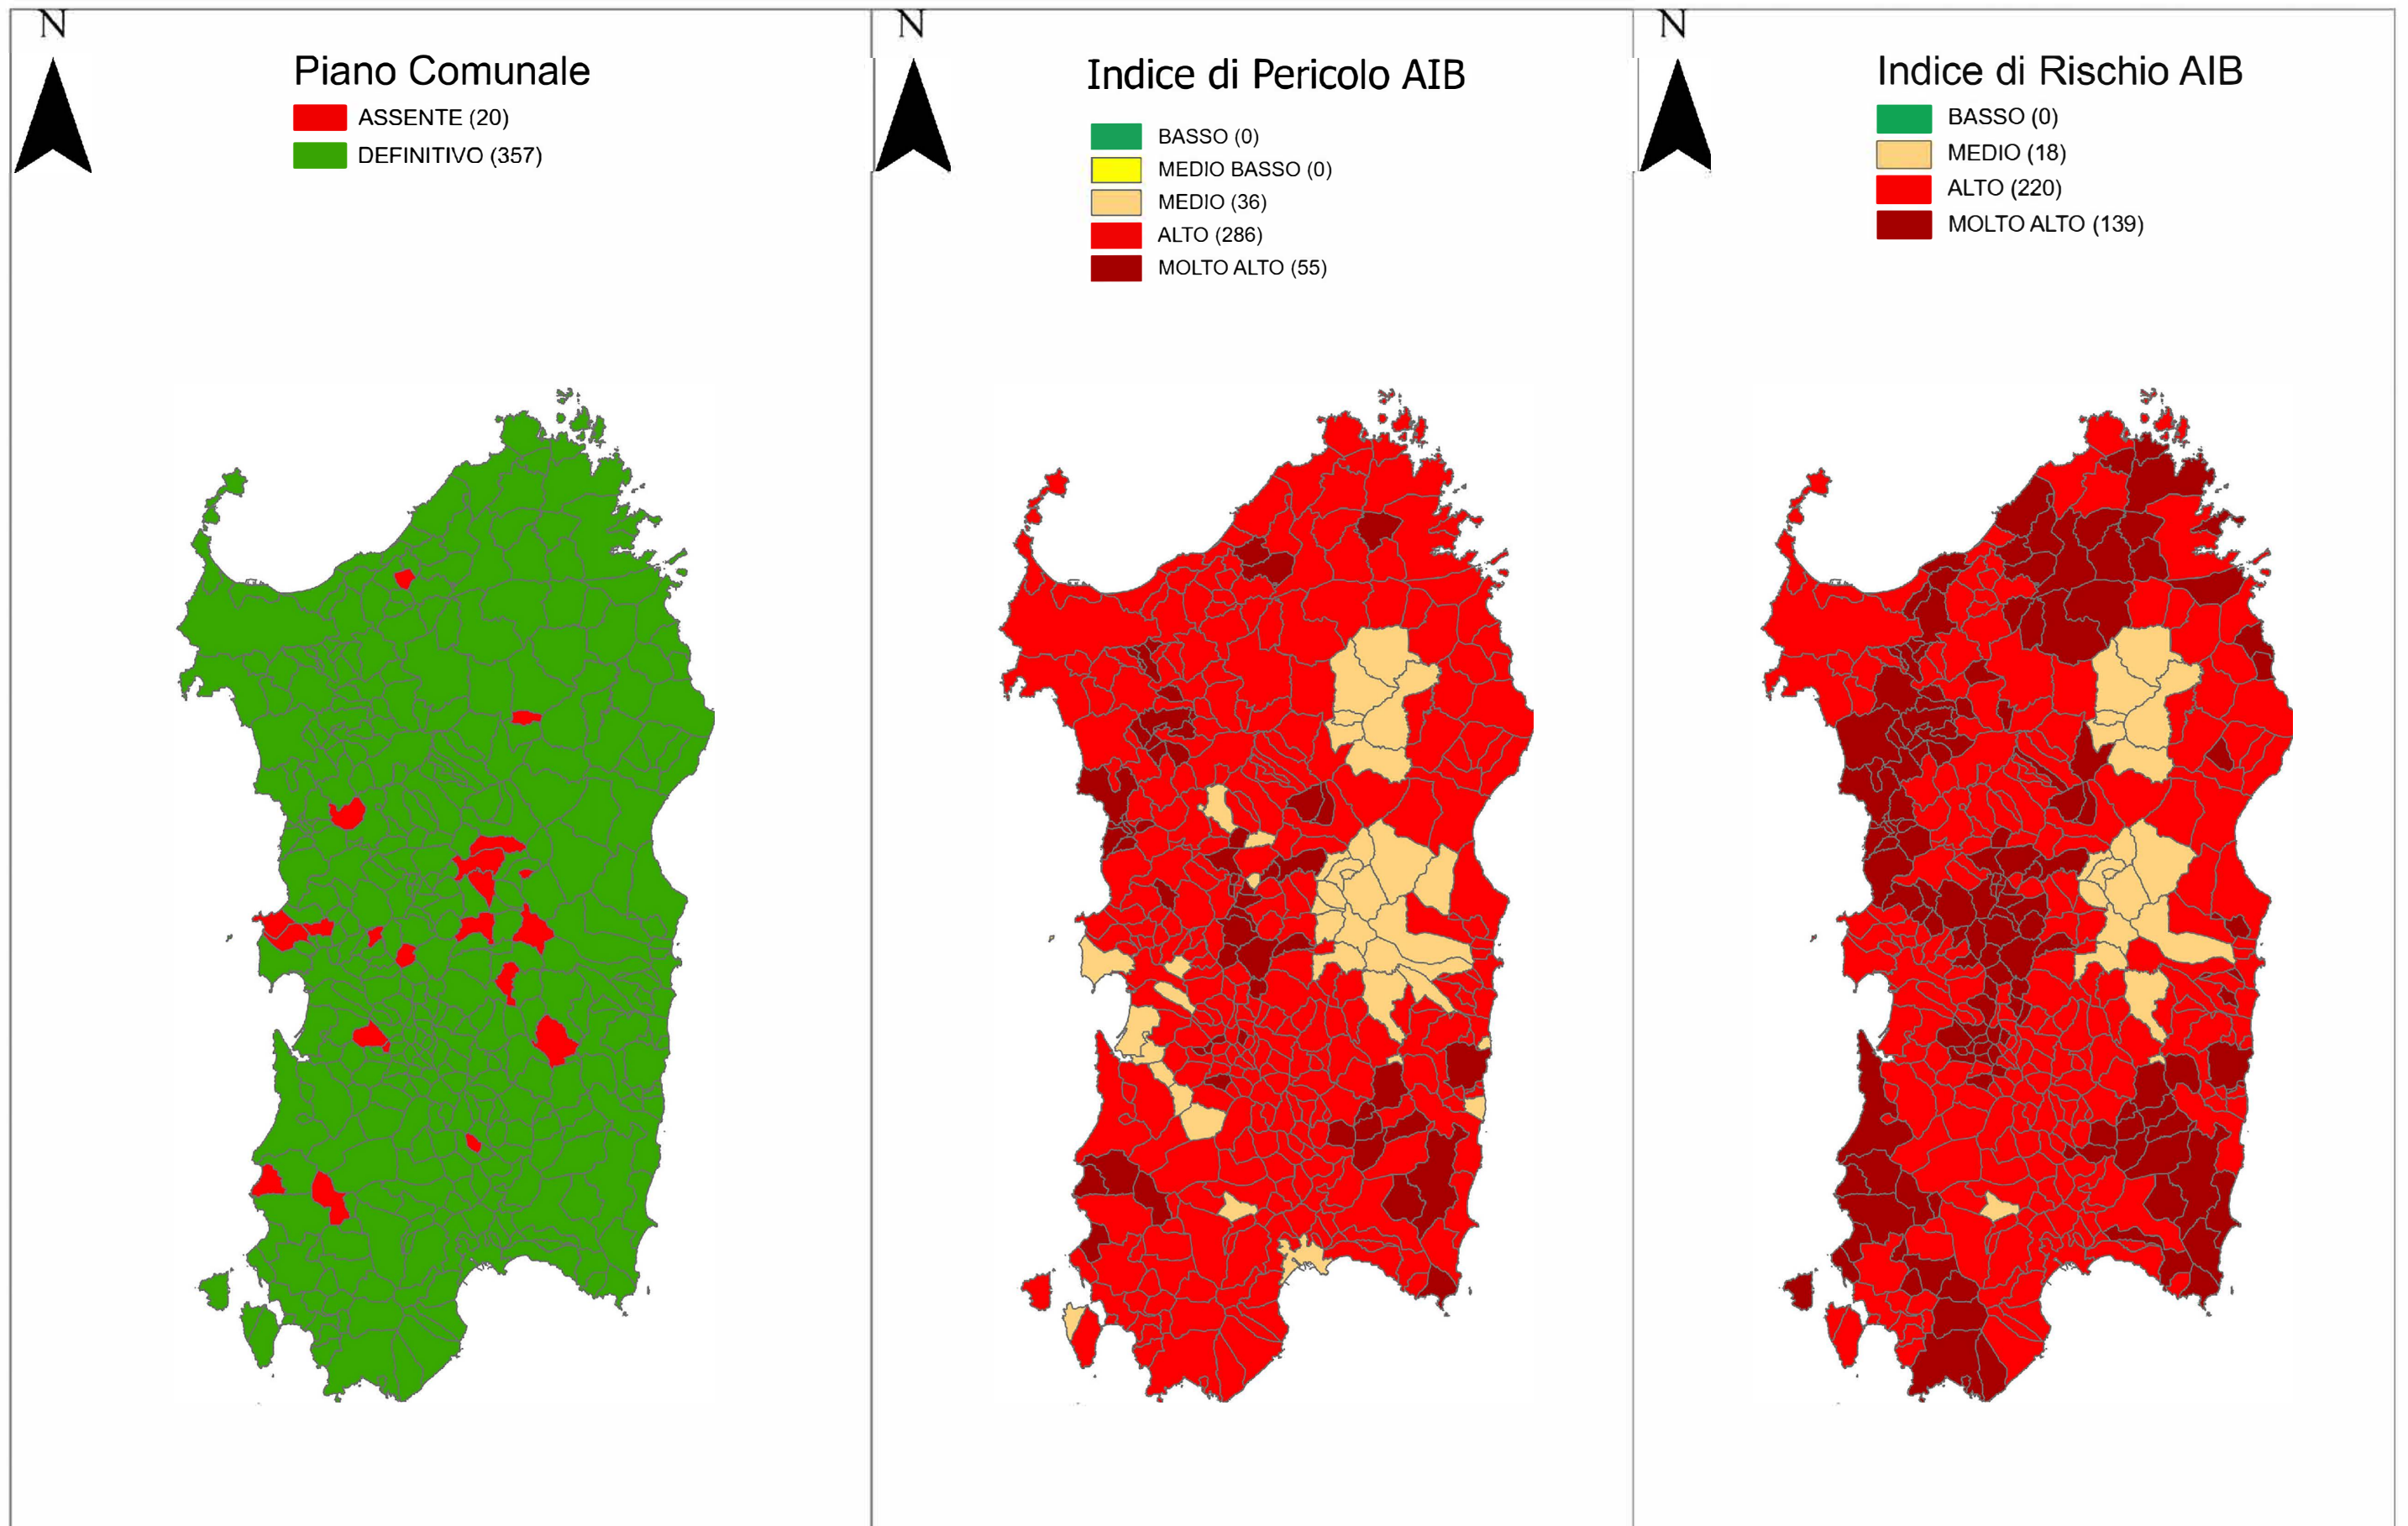 N
Piano Comunale
ASSENTE (20)
DEFINITIVO (357)
N
Indice di Pericolo AIB
BASSO (0)
MEDIO BASSO (0)
MEDIO (36)
ALTO (286)
MOLTO ALTO (55)
N
Indice di Rischio AIB
BASSO (0)
MEDIO (18)
ALTO (220)
MOLTO ALTO (139)